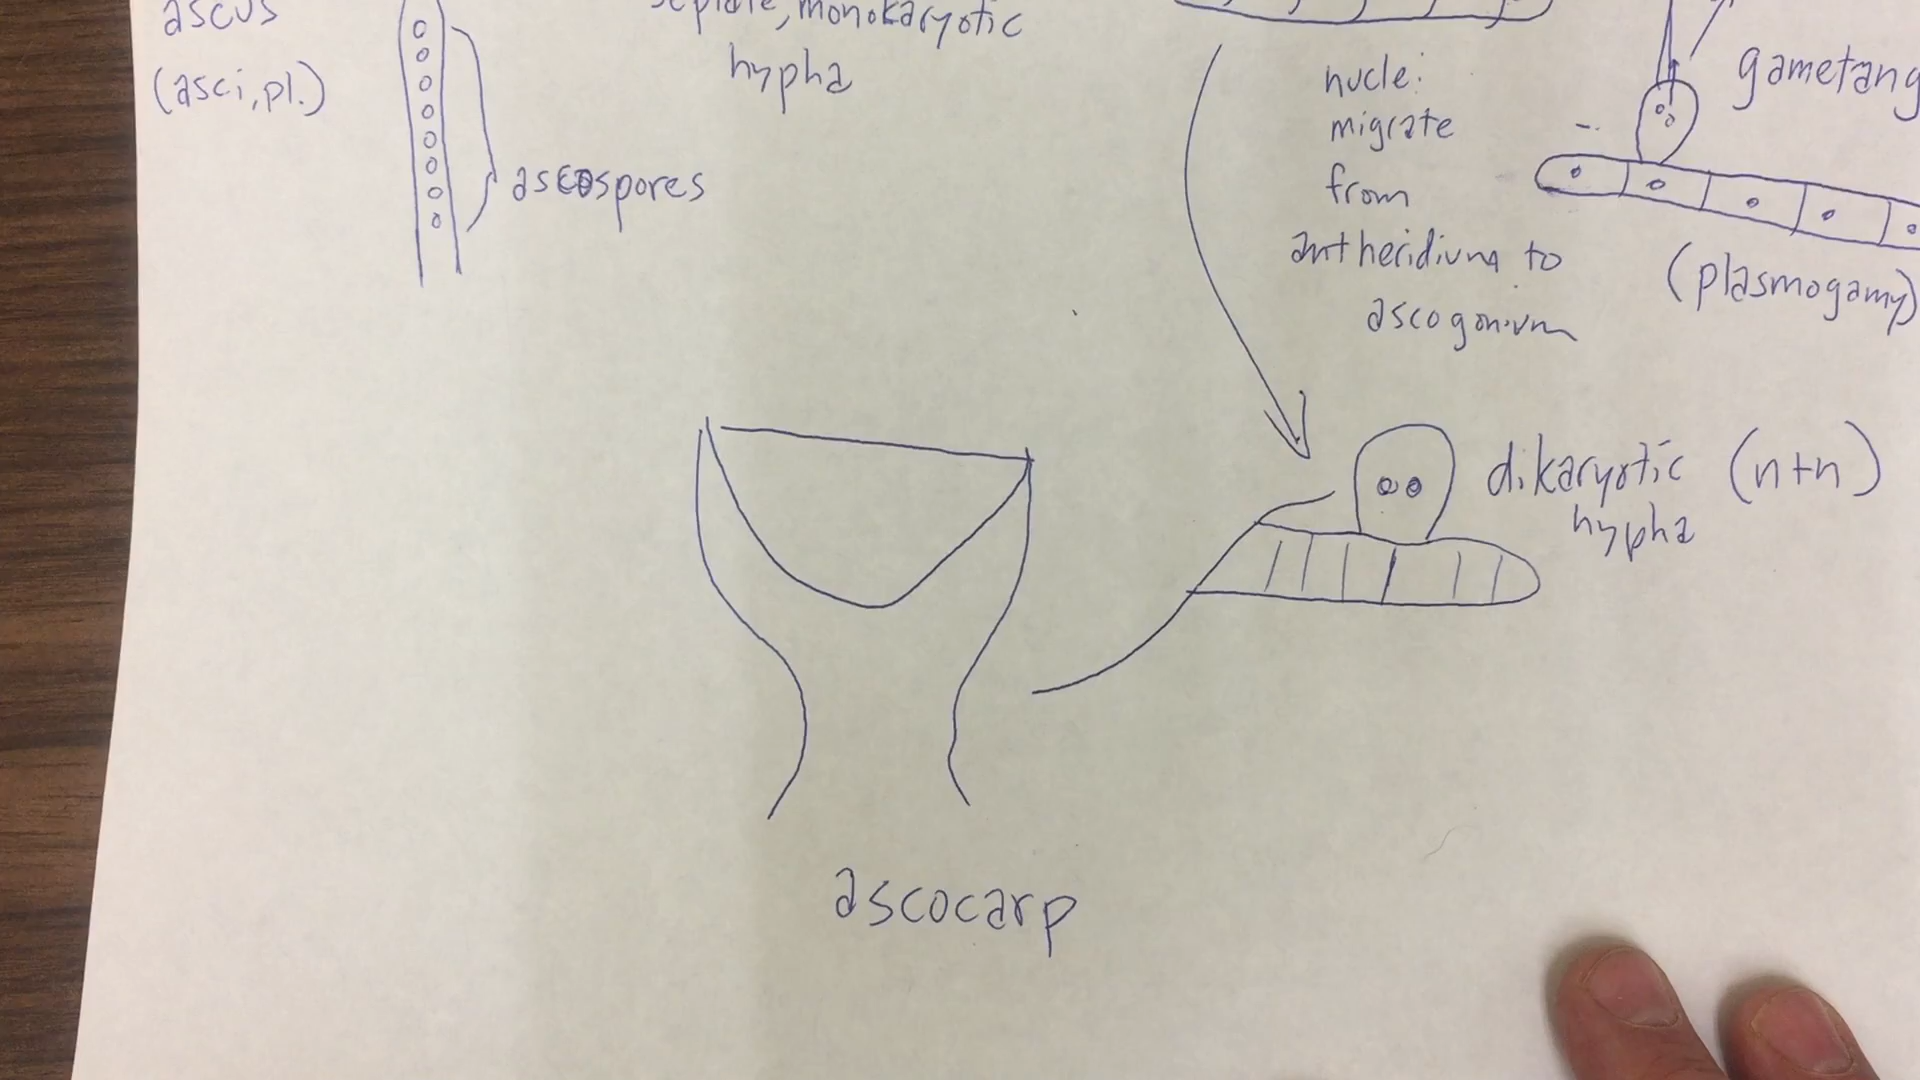 ascus
(asci, pl.)
ascospores
septate, monokaryotic
hypha
nuclei
migrate
from
antheridium to
ascogonium
gametang
(plasmogamy)
dikaryotic (n+n)
hypha
ascocarp